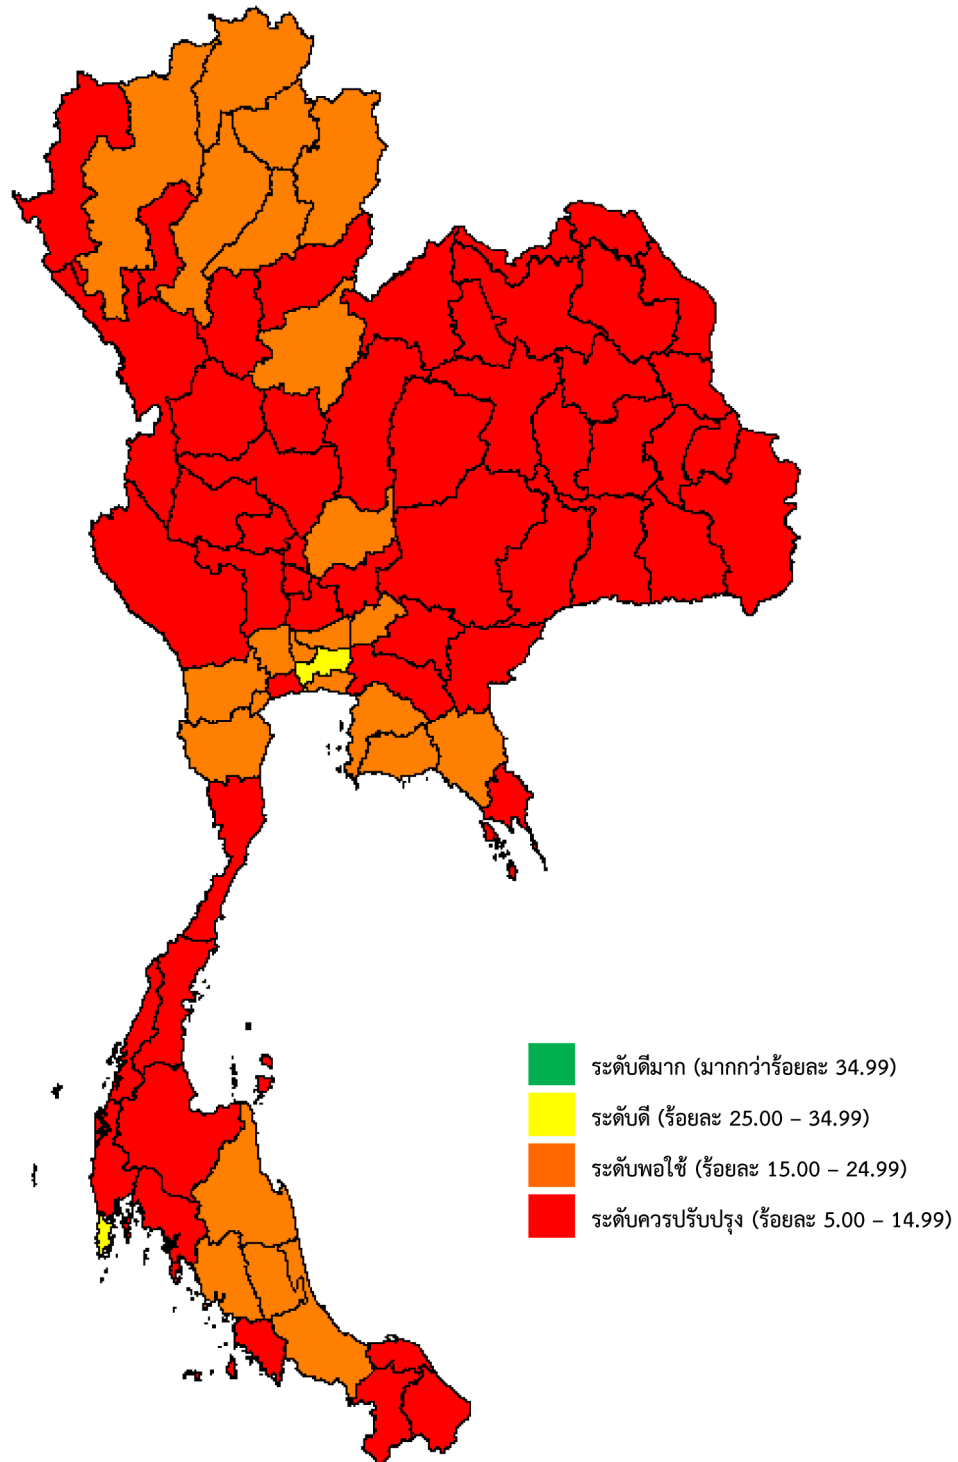 ระดับดีมาก (มากกว่าร้อยละ 34.99)
ระดับดี (ร้อยละ 25.00 – 34.99)
ระดับพอใช้ (ร้อยละ 15.00 – 24.99)
ระดับควรปรับปรุง (ร้อยละ 5.00 – 14.99)